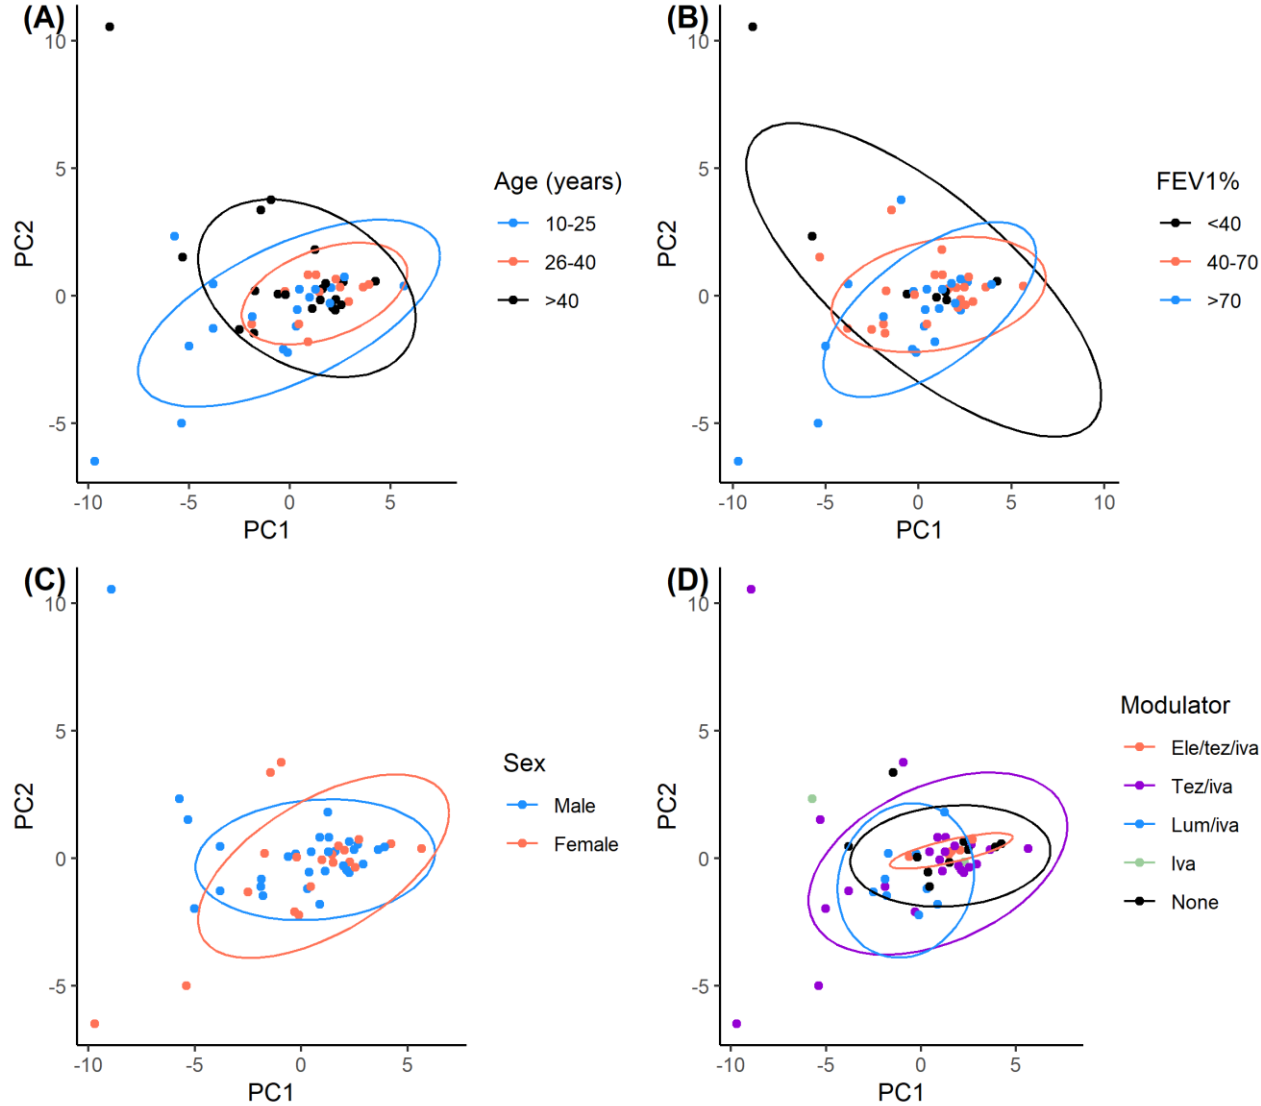 (A)
10
5
0
-5
-10
-5
0
5
PC1
PC2
Age (years)
10-25
26-40
>40
(B)
10
5
0
-5
-10
-5
0
5
10
PC1
PC2
FEV1%
<40
40-70
>70
(C)
10
5
0
-5
-10
-5
0
5
PC1
PC2
Sex
Male
Female
(D)
10
5
0
-5
-10
-5
0
5
PC1
PC2
Modulator
Ele/tez/iva
Tez/iva
Lum/iva
Iva
None